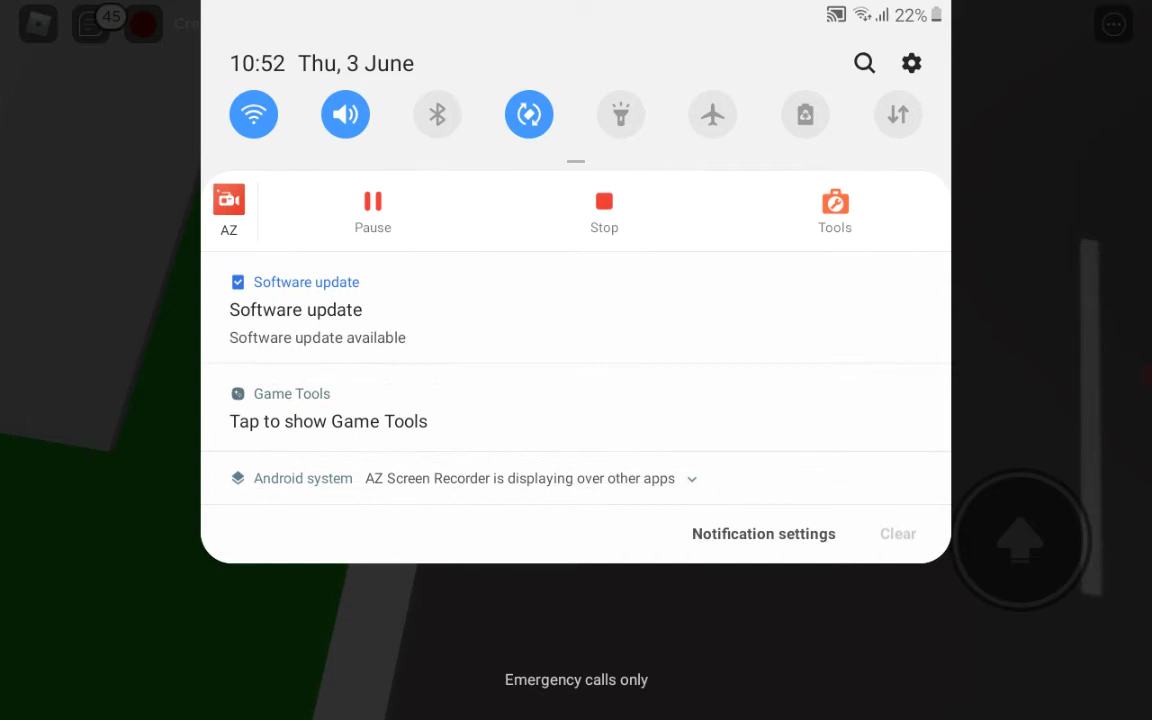 45
Cre
22%
10:52 Thu, 3 June
AZ
Pause
Stop
Tools
Software update
Software update
Software update available
Game Tools
Tap to show Game Tools
Android system AZ Screen Recorder is displaying over other apps
Notification settings
Clear
Emergency calls only